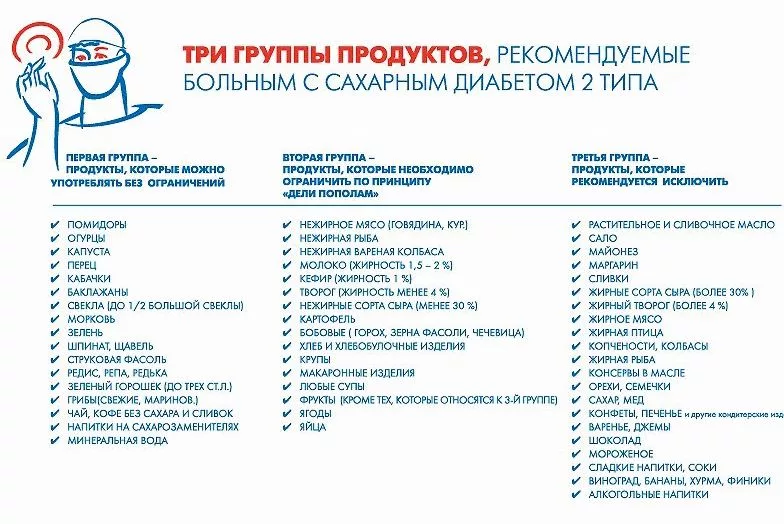 ТРИ ГРУППЫ ПРОДУКТОВ, РЕКОМЕНДУЕМЫЕ
БОЛЬНЫМ С САХАРНЫМ ДИАБЕТОМ 2 ТИПА
ПЕРВАЯ ГРУППА –
ПРОДУКТЫ, КОТОРЫЕ МОЖНО
УПОТРЕБЛЯТЬ БЕЗ ОГРАНИЧЕНИЙ
✔ ПОМИДОРЫ
✔ ОГУРЦЫ
✔ КАПУСТА
✔ ПЕРЕЦ
✔ КАБАЧКИ
✔ БАКЛАЖАНЫ
✔ СВЕКЛА (ДО 1/2 БОЛЬШОЙ СВЕКЛЫ)
✔ МОРКОВЬ
✔ ЗЕЛЕНЬ
✔ ШПИНАТ, ЩАВЕЛЬ
✔ СТРУКОВАЯ ФАСОЛЬ
✔ РЕДИС, РЕПА, РЕДЬКА
✔ ЗЕЛЕНЫЙ ГОРОШЕК (ДО ТРЕХ СТ.Л.)
✔ ГРИБЫ(СВЕЖИЕ, МАРИНОВ.)
✔ ЧАЙ, КОФЕ БЕЗ САХАРА И СЛИВОК
✔ НАПИТКИ НА САХАРОЗАМЕНИТЕЛЯХ
✔ МИНЕРАЛЬНАЯ ВОДА
ВТОРАЯ ГРУППА –
ПРОДУКТЫ, КОТОРЫЕ НЕОБХОДИМО
ОГРАНИЧИТЬ ПО ПРИНЦИПУ
«ДЕЛИ ПОПОЛАМ»
✔ НЕЖИРНОЕ МЯСО (ГОВЯДИНА, КУР.)
✔ НЕЖИРНАЯ РЫБА
✔ НЕЖИРНАЯ ВАРЕНАЯ КОЛБАСА
✔ МОЛОКО (ЖИРНОСТЬ 1,5 – 2 %)
✔ КЕФИР (ЖИРНОСТЬ 1 %)
✔ ТВОРОГ (ЖИРНОСТЬ МЕНЕЕ 4 %)
✔ НЕЖИРНЫЕ СОРТА СЫРА (МЕНЕЕ 30 %)
✔ КАРТОФЕЛЬ
✔ БОБОВЫЕ ( ГОРОХ, ЗЕРНА ФАСОЛИ, ЧЕЧЕВИЦА)
✔ ХЛЕБ И ХЛЕБОБУЛОЧНЫЕ ИЗДЕЛИЯ
✔ КРУПЫ
✔ МАКАРОННЫЕ ИЗДЕЛИЯ
✔ ЛЮБЫЕ СУПЫ
✔ ФРУКТЫ (КРОМЕ ТЕХ, КОТОРЫЕ ОТНОСЯТСЯ К 3-Й ГРУППЕ)
✔ ЯГОДЫ
✔ ЯЙЦА
ТРЕТЬЯ ГРУППА –
ПРОДУКТЫ, КОТОРЫЕ
РЕКОМЕНДУЕТСЯ ИСКЛЮЧИТЬ
✔ РАСТИТЕЛЬНОЕ И СЛИВОЧНОЕ МАСЛО
✔ САЛО
✔ МАЙОНЕЗ
✔ МАРГАРИН
✔ СЛИВКИ
✔ ЖИРНЫЕ СОРТА СЫРА (БОЛЕЕ 30% )
✔ ЖИРНЫЙ ТВОРОГ (БОЛЕЕ 4 %)
✔ ЖИРНОЕ МЯСО
✔ ЖИРНАЯ ПТИЦА
✔ КОПЧЕНОСТИ, КОЛБАСЫ
✔ ЖИРНАЯ РЫБА
✔ КОНСЕРВЫ В МАСЛЕ
✔ ОРЕХИ, СЕМЕЧКИ
✔ САХАР, МЕД
✔ КОНФЕТЫ, ПЕЧЕНЬЕ и другие кондитерские изд
✔ ВАРЕНЬЕ, ДЖЕМЫ
✔ ШОКОЛАД
✔ МОРОЖЕНОЕ
✔ СЛАДКИЕ НАПИТКИ, СОКИ
✔ ВИНОГРАД, БАНАНЫ, ХУРМА, ФИНИКИ
✔ АЛКОГОЛЬНЫЕ НАПИТКИ